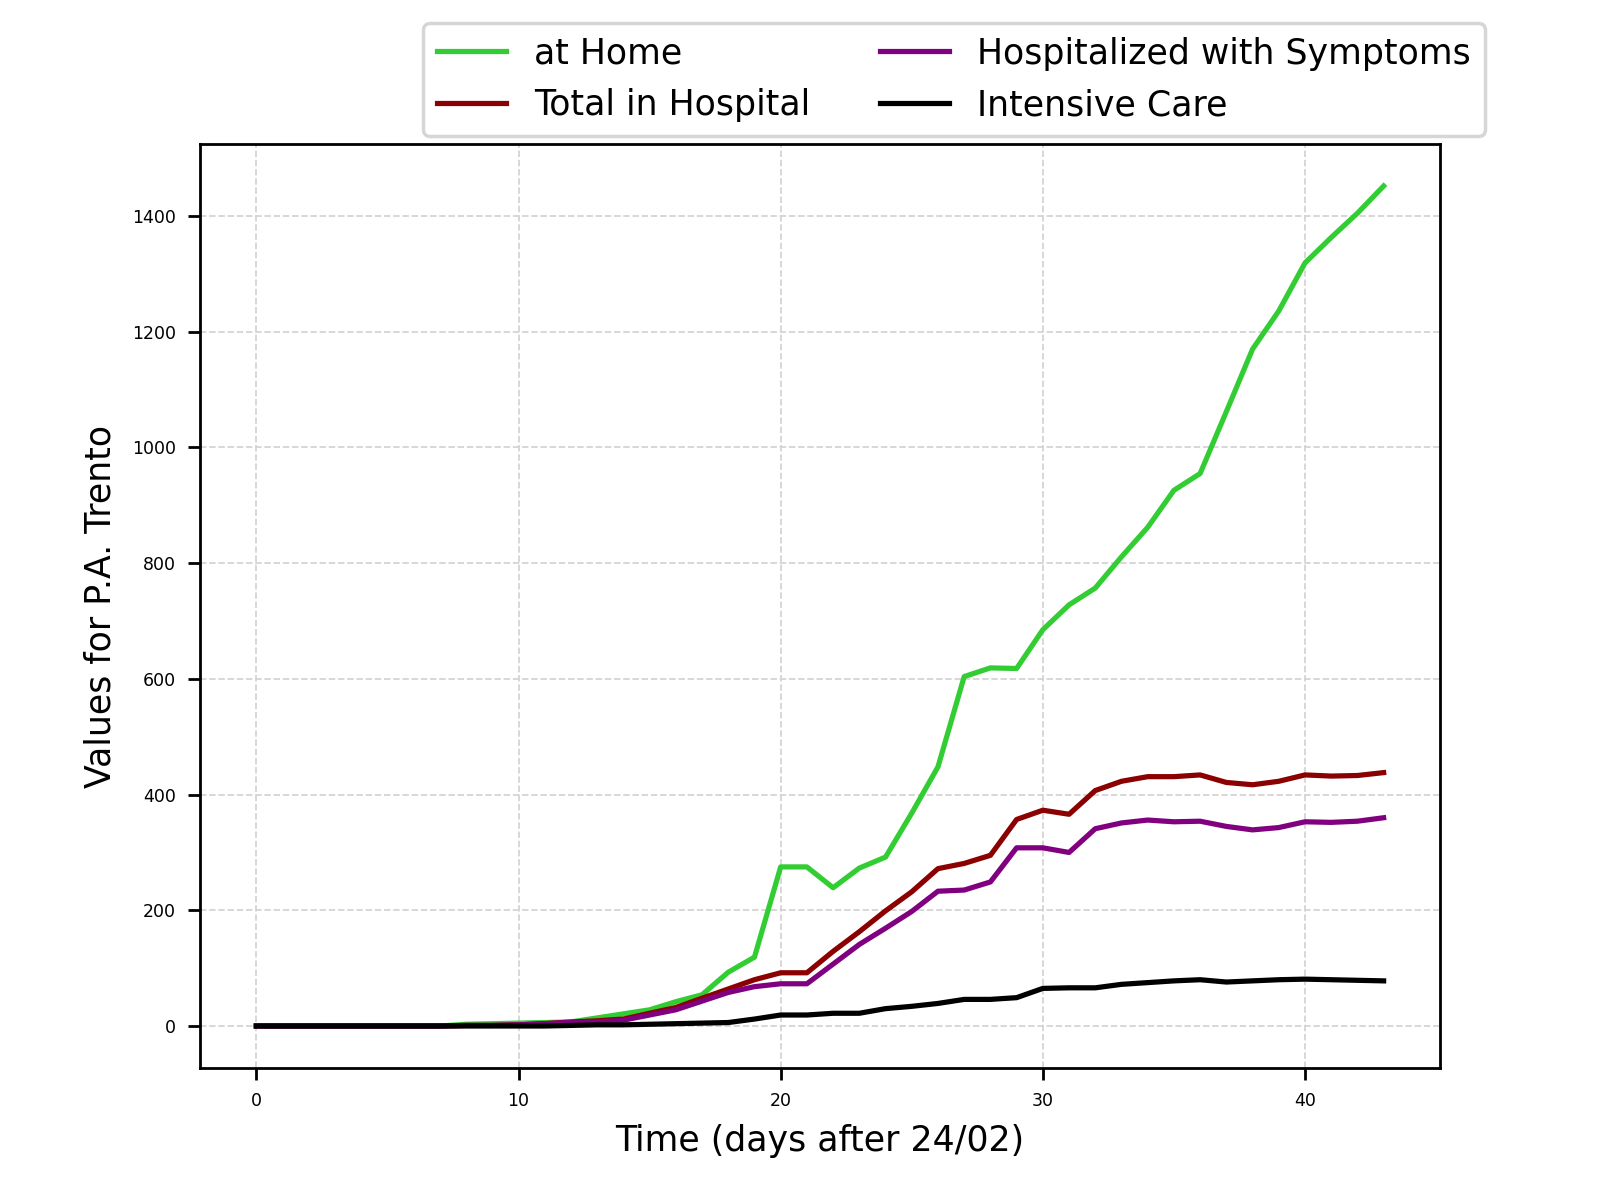 at Home
Total in Hospital
Hospitalized with Symptoms
Intensive Care
Values for P.A. Trento
1400
1200
1000
800
600
400
200
0
0 10 20 30 40
Time (days after 24/02)